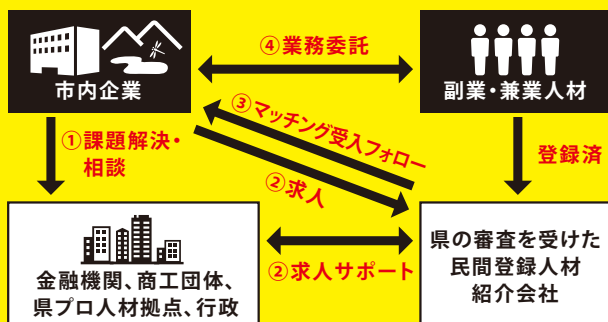 市内企業
④業務委託
副業・兼業人材
①課題解決・
相談
③マッチング受入フォロー
②求人
登録済
金融機関、商工団体、
県プロ人材拠点、行政
②求人サポート
県の審査を受けた
民間登録人材
紹介会社